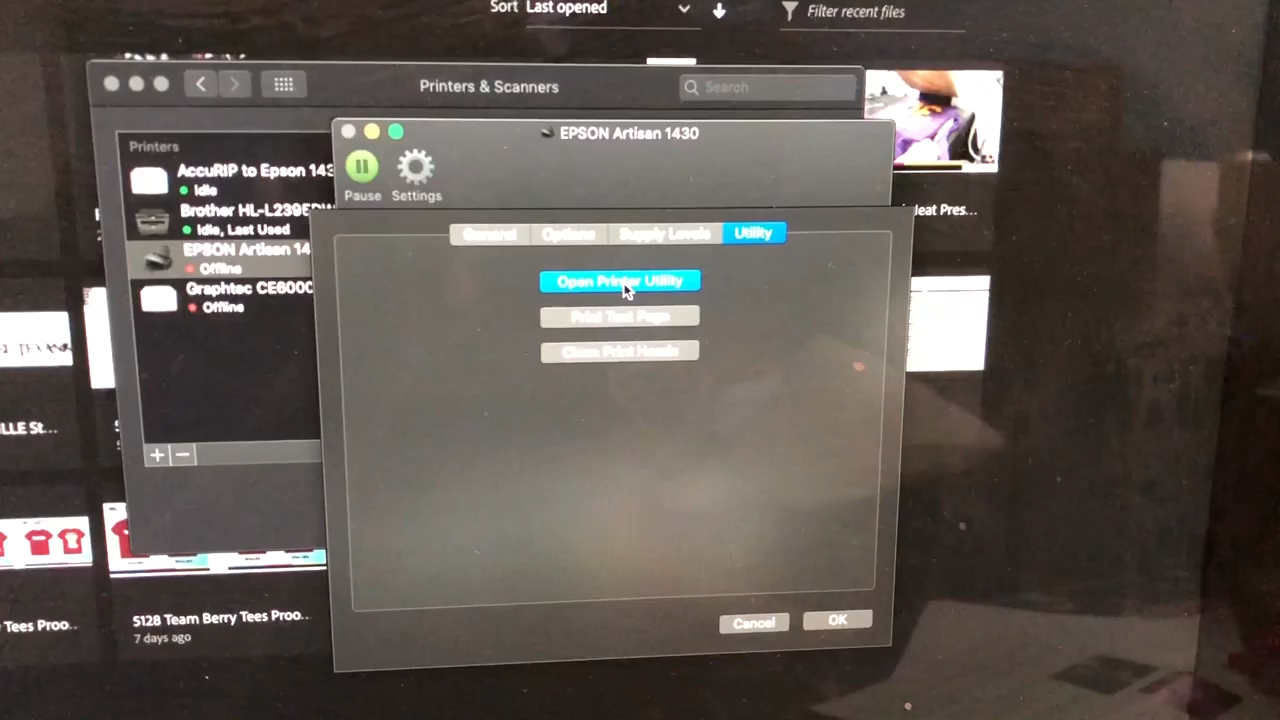 Sort Last opened
Filter recent files
Printers & Scanners
Search
Printers
AccuRIP to Epson 143
Idle
Brother HL-L239
Idle, Last Used
EPSON Artisan 14
Offline
Graphtec CE6000
Offline
EPSON Artisan 1430
Pause
Settings
General
Options
Supply Levels
Utility
Open Printer Utility
Print Test Page
Clean Print Heads
Cancel
OK
leat Pres...
LLE St...
Tees Proo..
5128 Team Berry Tees Proo..
7 days ago